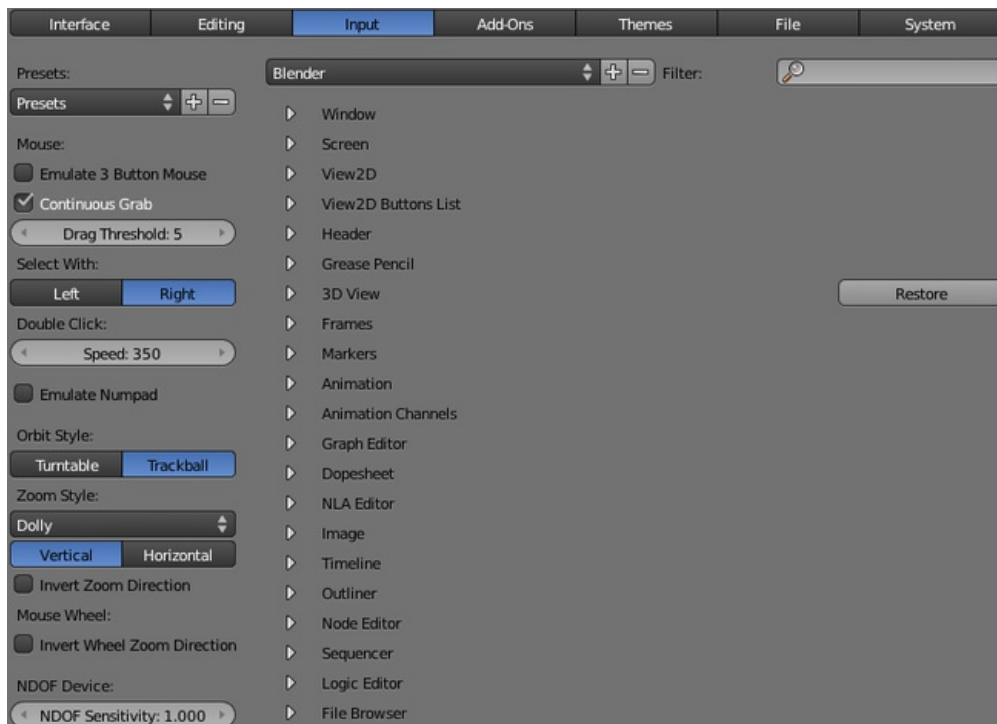 Interface Editing Input Add-Ons Themes File System
Presets:
Presets
Mouse:
Emulate 3 Button Mouse
Continuous Grab
Drag Threshold: 5
Select With:
Left Right
Double Click:
Speed: 350
Emulate Numpad
Orbit Style:
Turntable Trackball
Zoom Style:
Dolly
Vertical Horizontal
Invert Zoom Direction
Mouse Wheel:
Invert Wheel Zoom Direction
NDOF Device:
NDOF Sensitivity: 1.000
Blender Filter:
Window
Screen
View2D
View2D Buttons List
Header
Grease Pencil
3D View Restore
Frames
Markers
Animation
Animation Channels
Graph Editor
Dopesheet
NLA Editor
Image
Timeline
Outliner
Node Editor
Sequencer
Logic Editor
File Browser